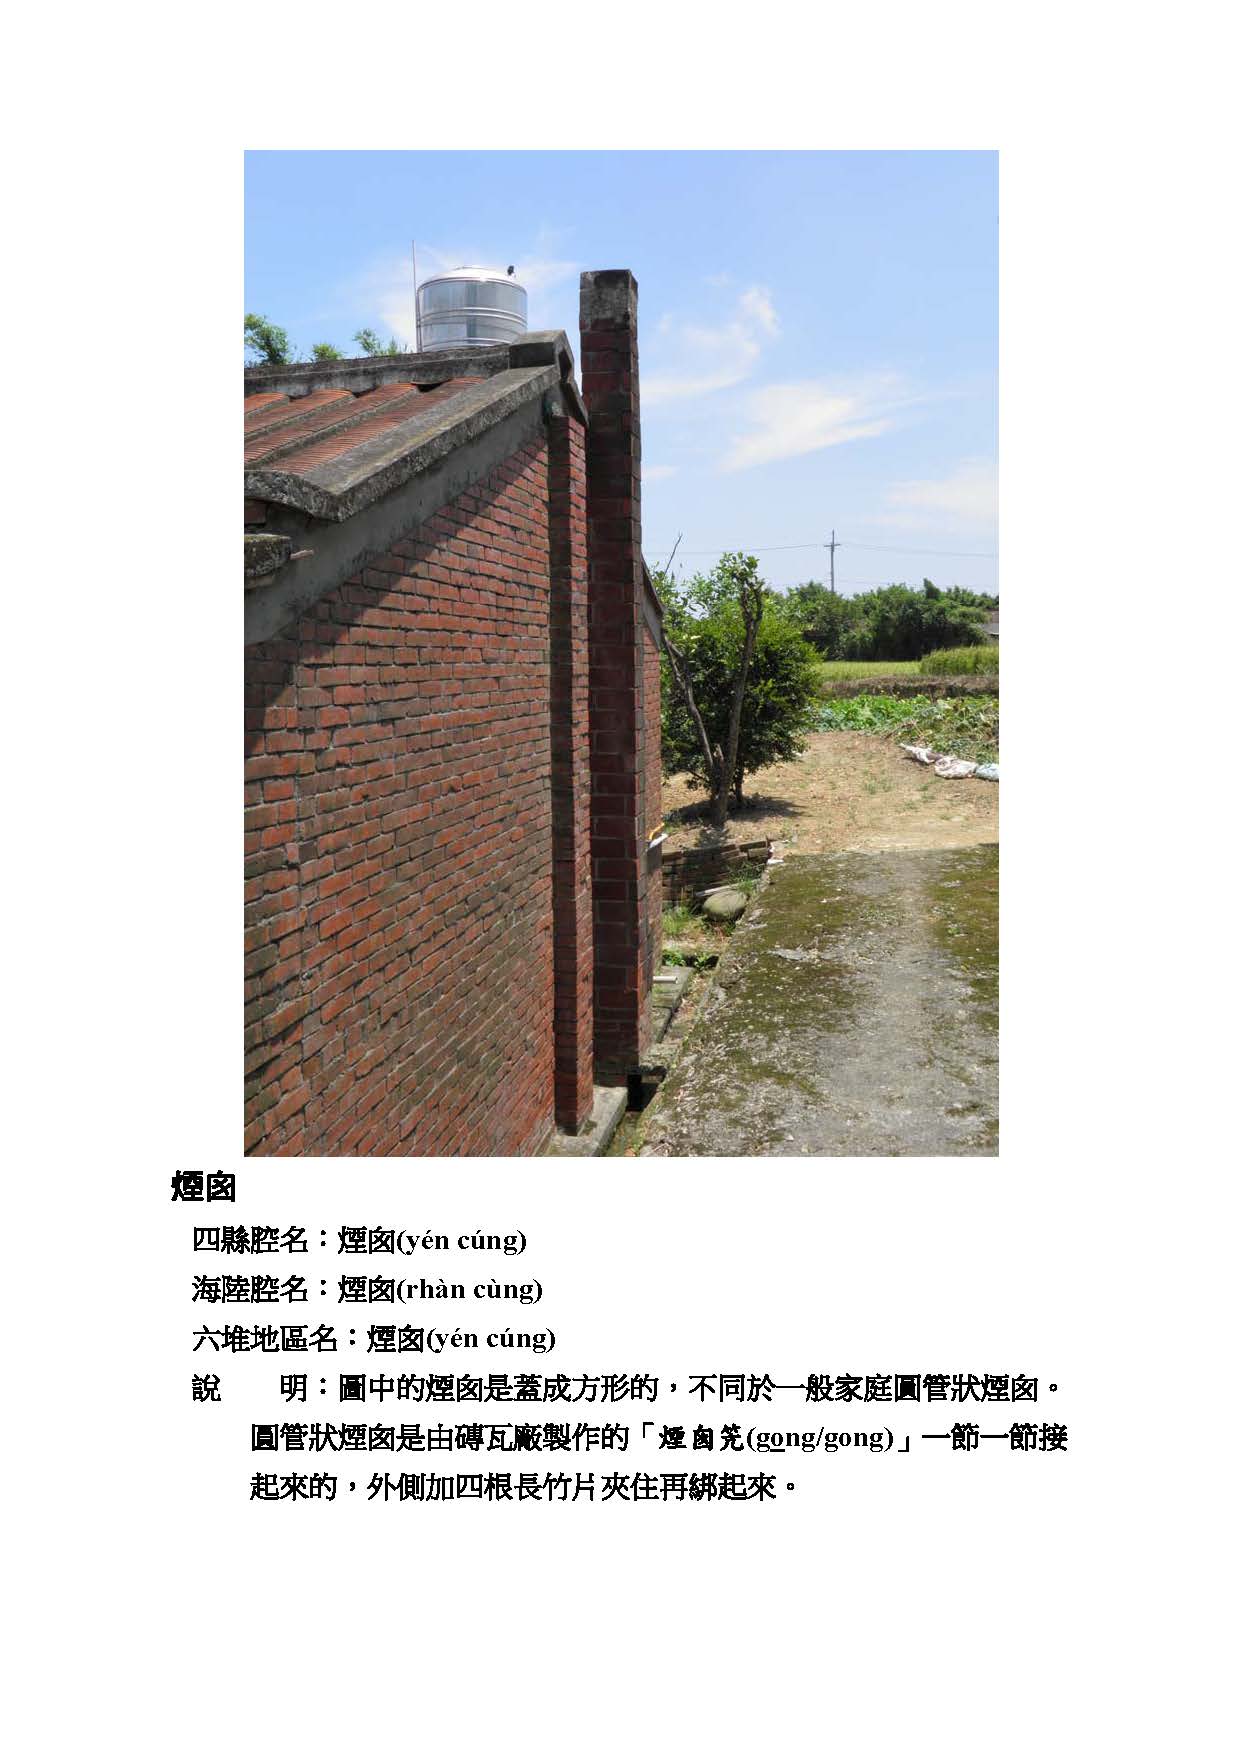 煙囪
四縣腔名：煙囪(yén cúng)
海陸腔名：煙囪(rhàn cùng)
六堆地區名：煙囪(yén cúng)
說　　明：圖中的煙囪是蓋成方形的，不同於一般家庭圓管狀煙囪。
圓管狀煙囪是由磚瓦廠製作的「煙囪笐(gong/gong)」一節一節接
起來的，外側加四根長竹片夾住再綁起來。